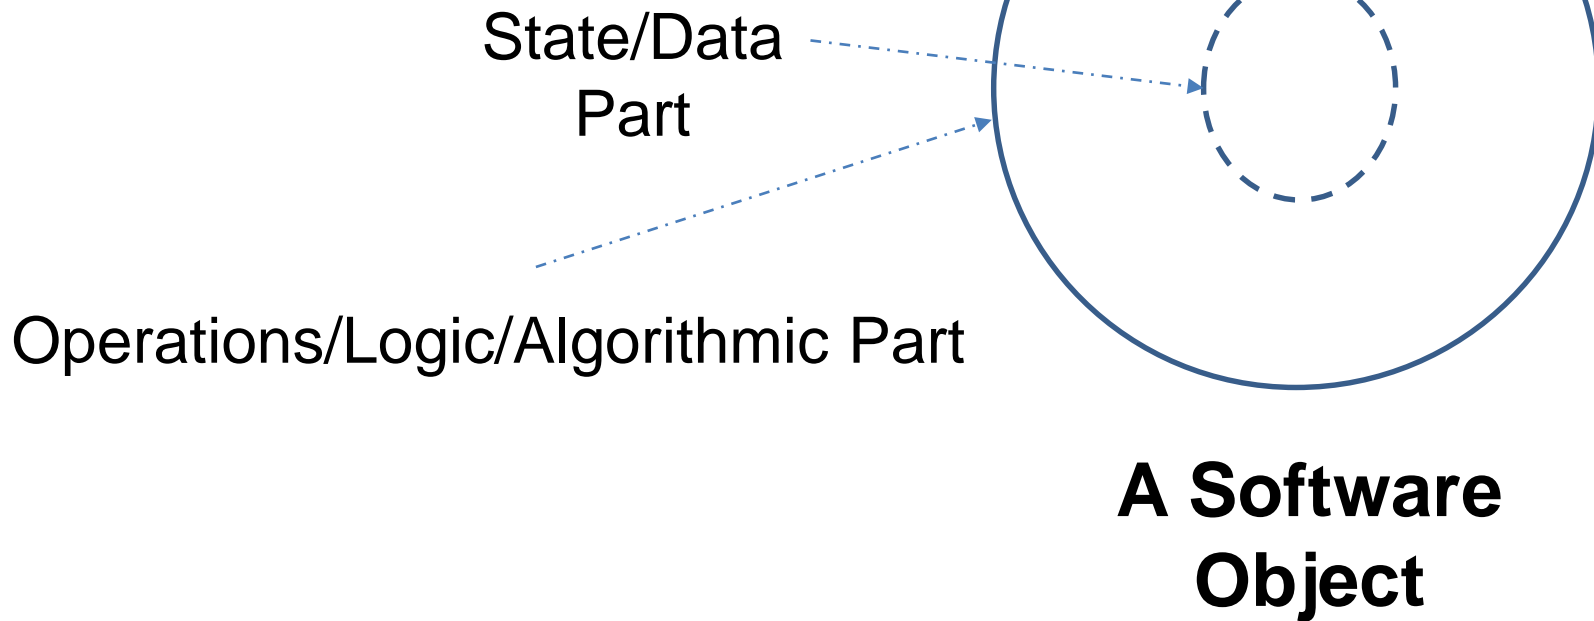 State/Data
Part
Operations/Logic/Algorithmic Part
A Software
Object